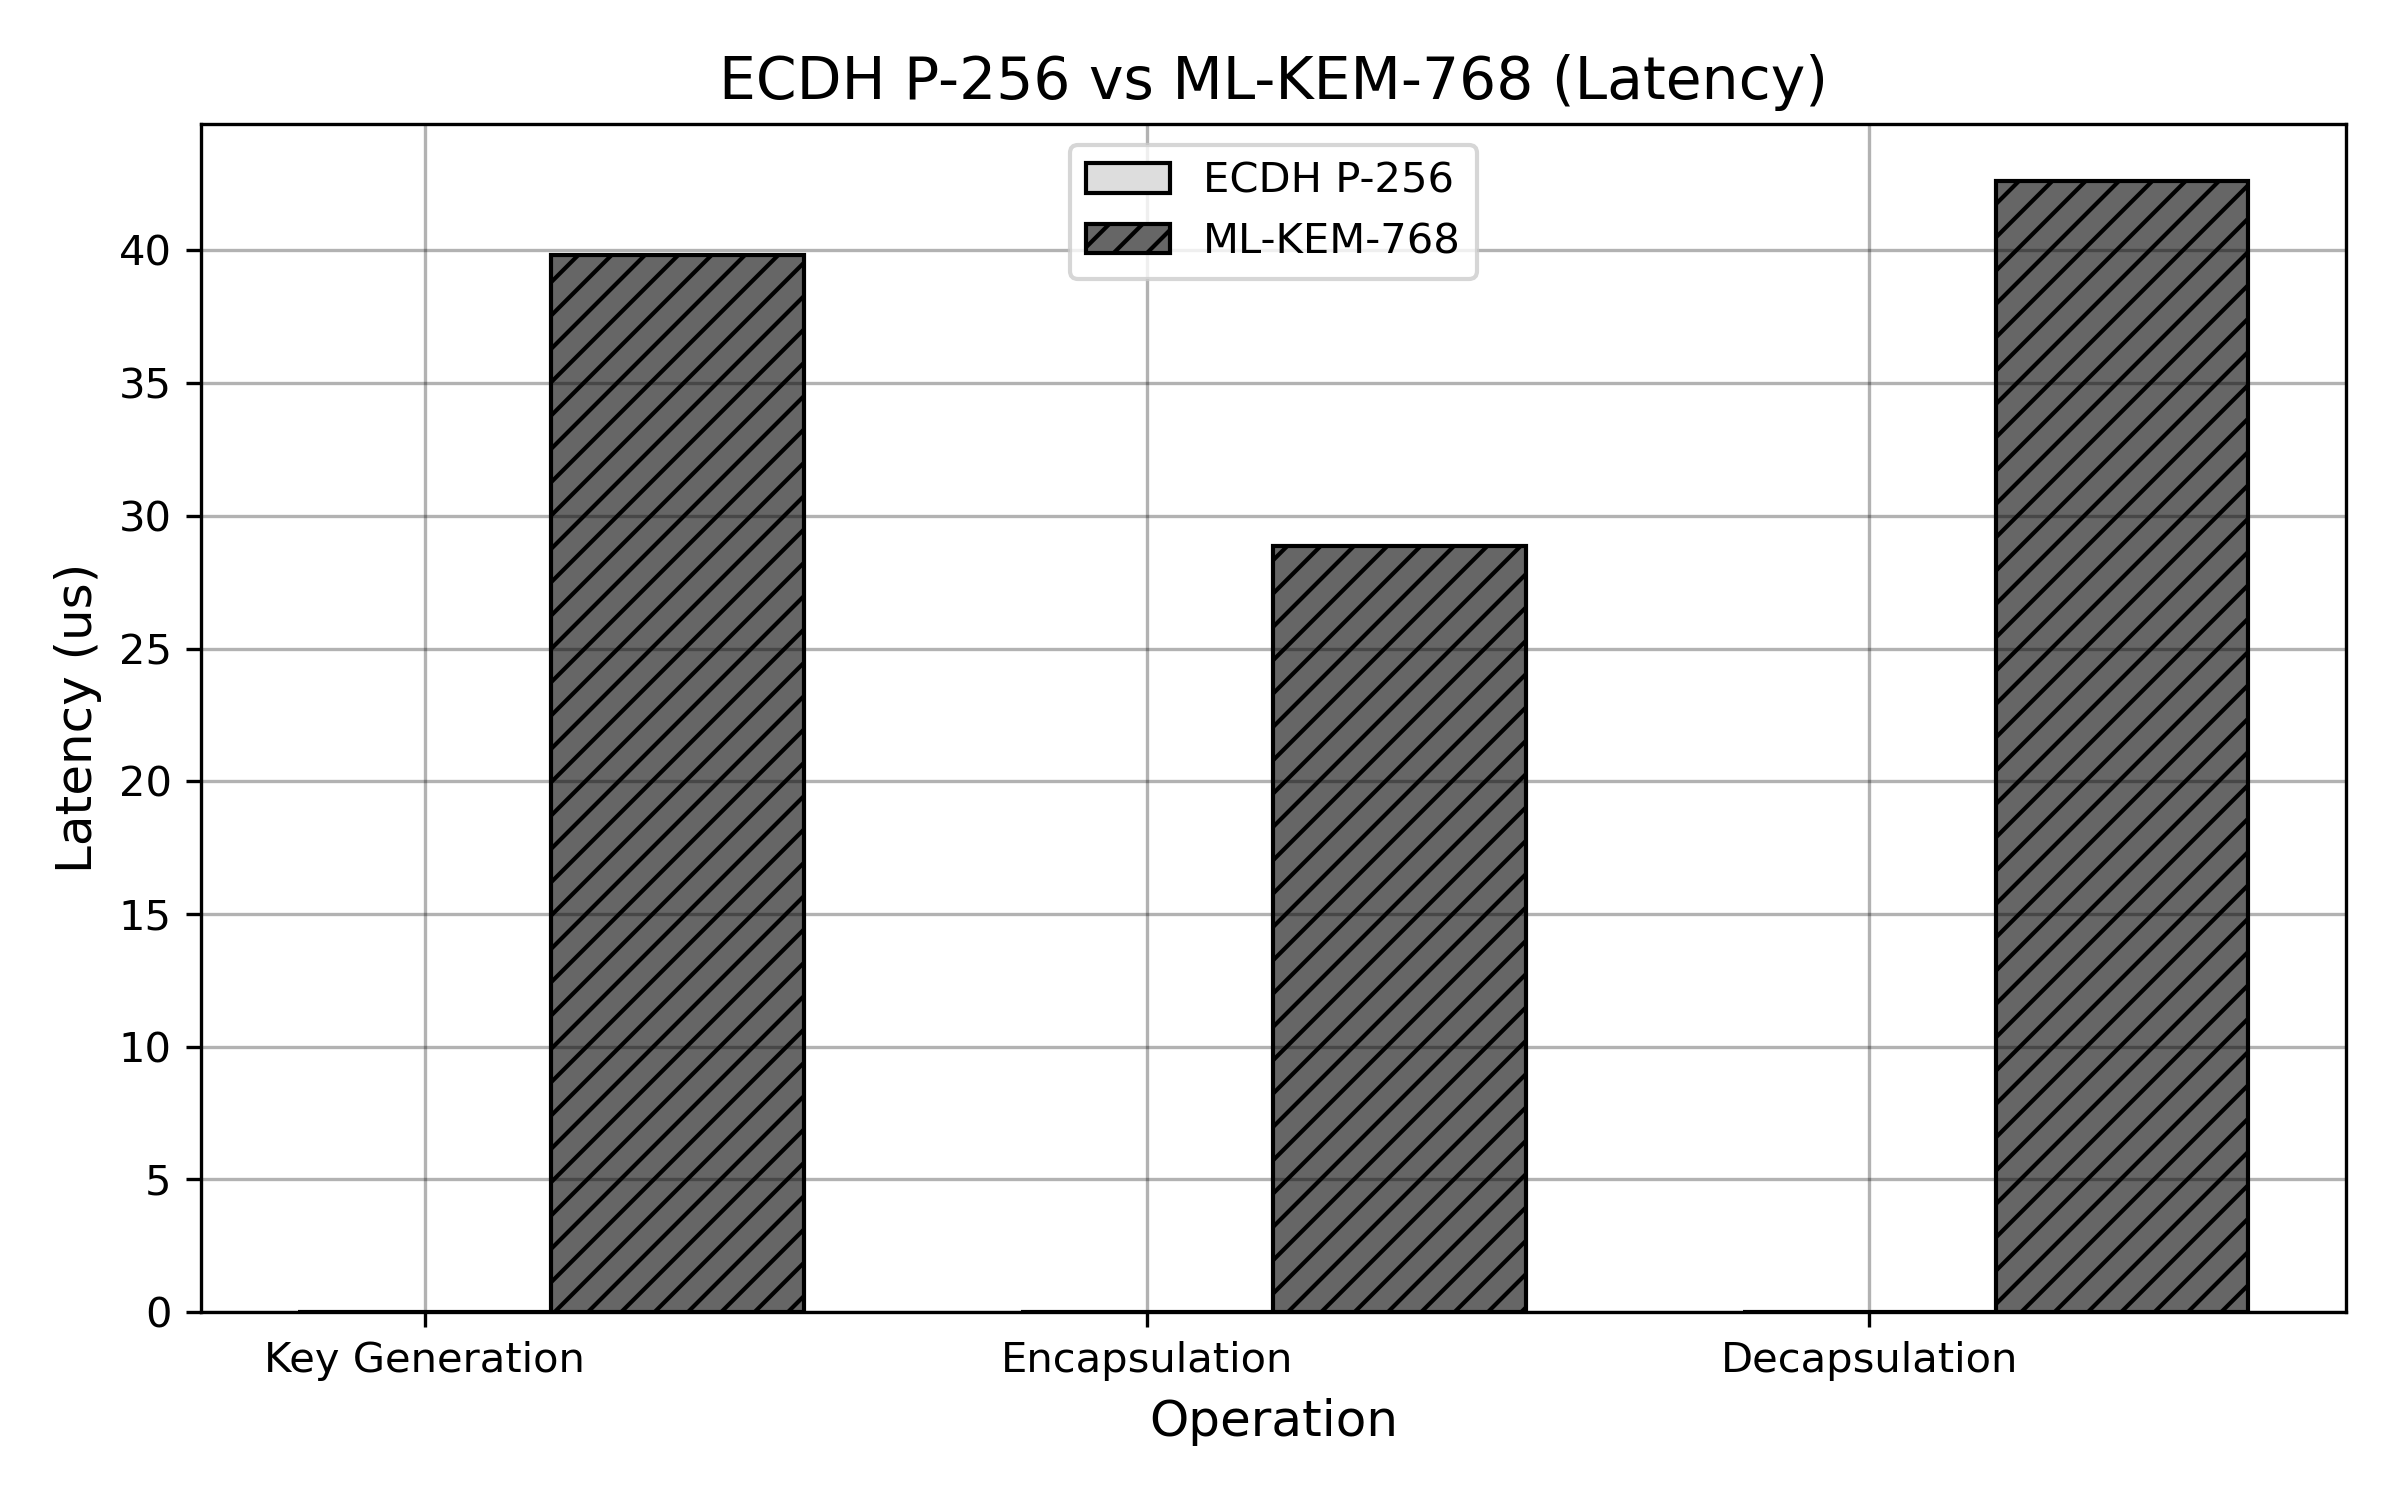 ECDH P-256 vs ML-KEM-768 (Latency)
ECDH P-256
ML-KEM-768
Latency (us)
40
35
30
25
20
15
10
5
0
Key Generation
Encapsulation
Decapsulation
Operation